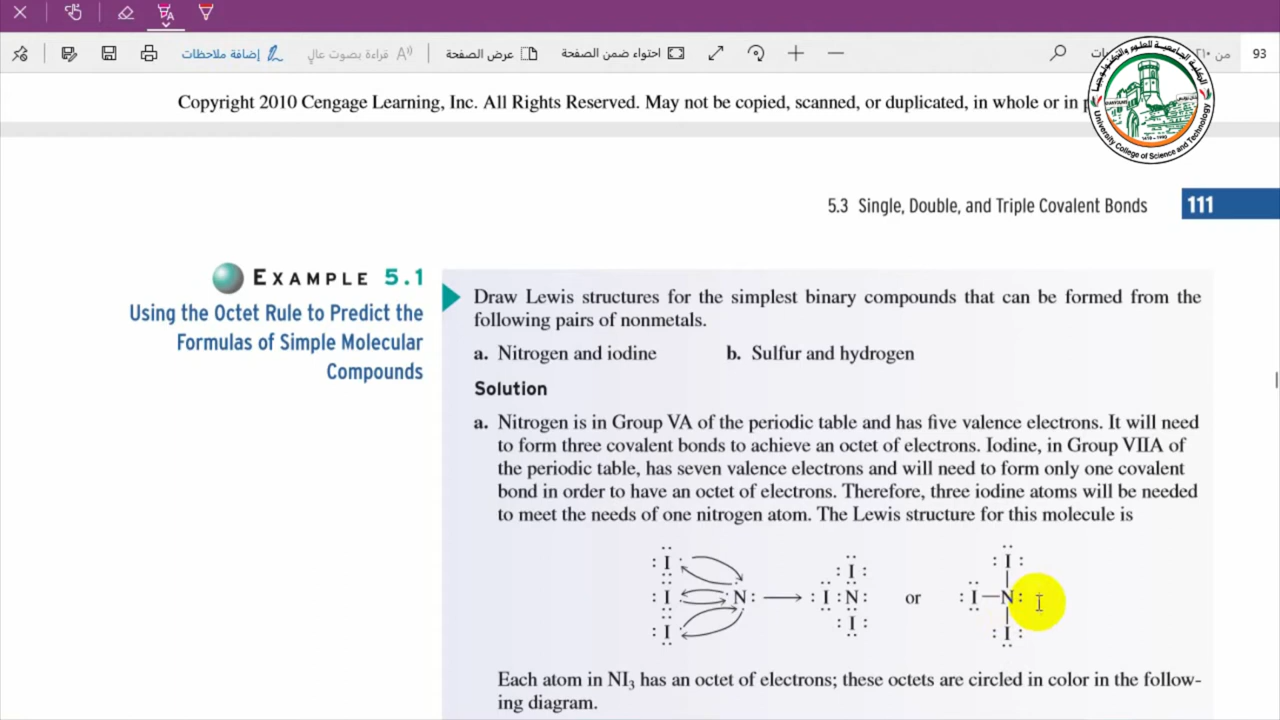 إضافة ملاحظات
قراءة بصوت عالٍ
عرض الصفحة
احتواء ضمن الصفحة
من
93
Copyright 2010 Cengage Learning, Inc. All Rights Reserved. May not be copied, scanned, or duplicated, in whole or in
University College of Science and Technology
5.3 Single, Double, and Triple Covalent Bonds 111
EXAMPLE 5.1
Using the Octet Rule to Predict the
Formulas of Simple Molecular
Compounds
Draw Lewis structures for the simplest binary compounds that can be formed from the
following pairs of nonmetals.
a. Nitrogen and iodine b. Sulfur and hydrogen
Solution
a. Nitrogen is in Group VA of the periodic table and has five valence electrons. It will need
to form three covalent bonds to achieve an octet of electrons. Iodine, in Group VIIA of
the periodic table, has seven valence electrons and will need to form only one covalent
bond in order to have an octet of electrons. Therefore, three iodine atoms will be needed
to meet the needs of one nitrogen atom. The Lewis structure for this molecule is
I I I
I N: I :N: or I—N:
I I I
Each atom in NI₃ has an octet of electrons; these octets are circled in color in the follow-
ing diagram.